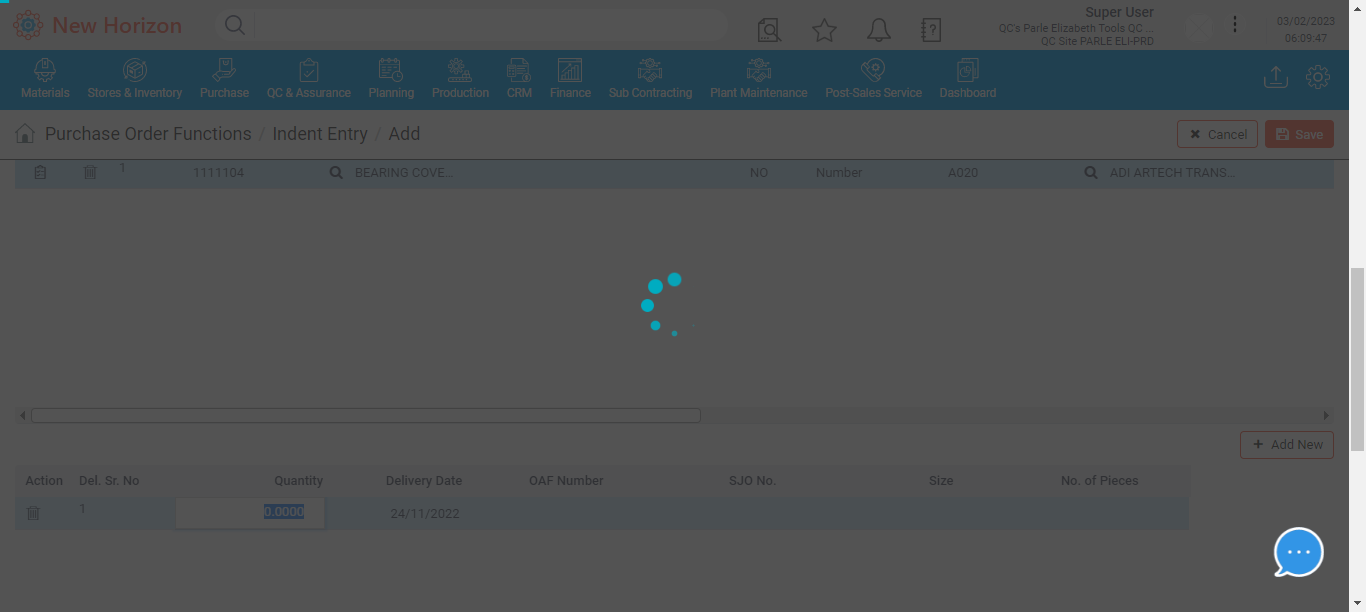 New Horizon
Super User
QC's Parle Elizabeth Tools QC ...
QC Site PARLE ELI-PRD
03/02/2023
06:09:47
Materials Stores & Inventory Purchase QC & Assurance Planning Production CRM Finance Sub Contracting Plant Maintenance Post-Sales Service Dashboard
Purchase Order Functions / Indent Entry / Add
Cancel Save
1 1111104 BEARING COVE... NO Number A020 ADI ARTECH TRANS...
+ Add New
Action Del. Sr. No Quantity Delivery Date OAF Number SJO No. Size No. of Pieces
1 0.0000 24/11/2022